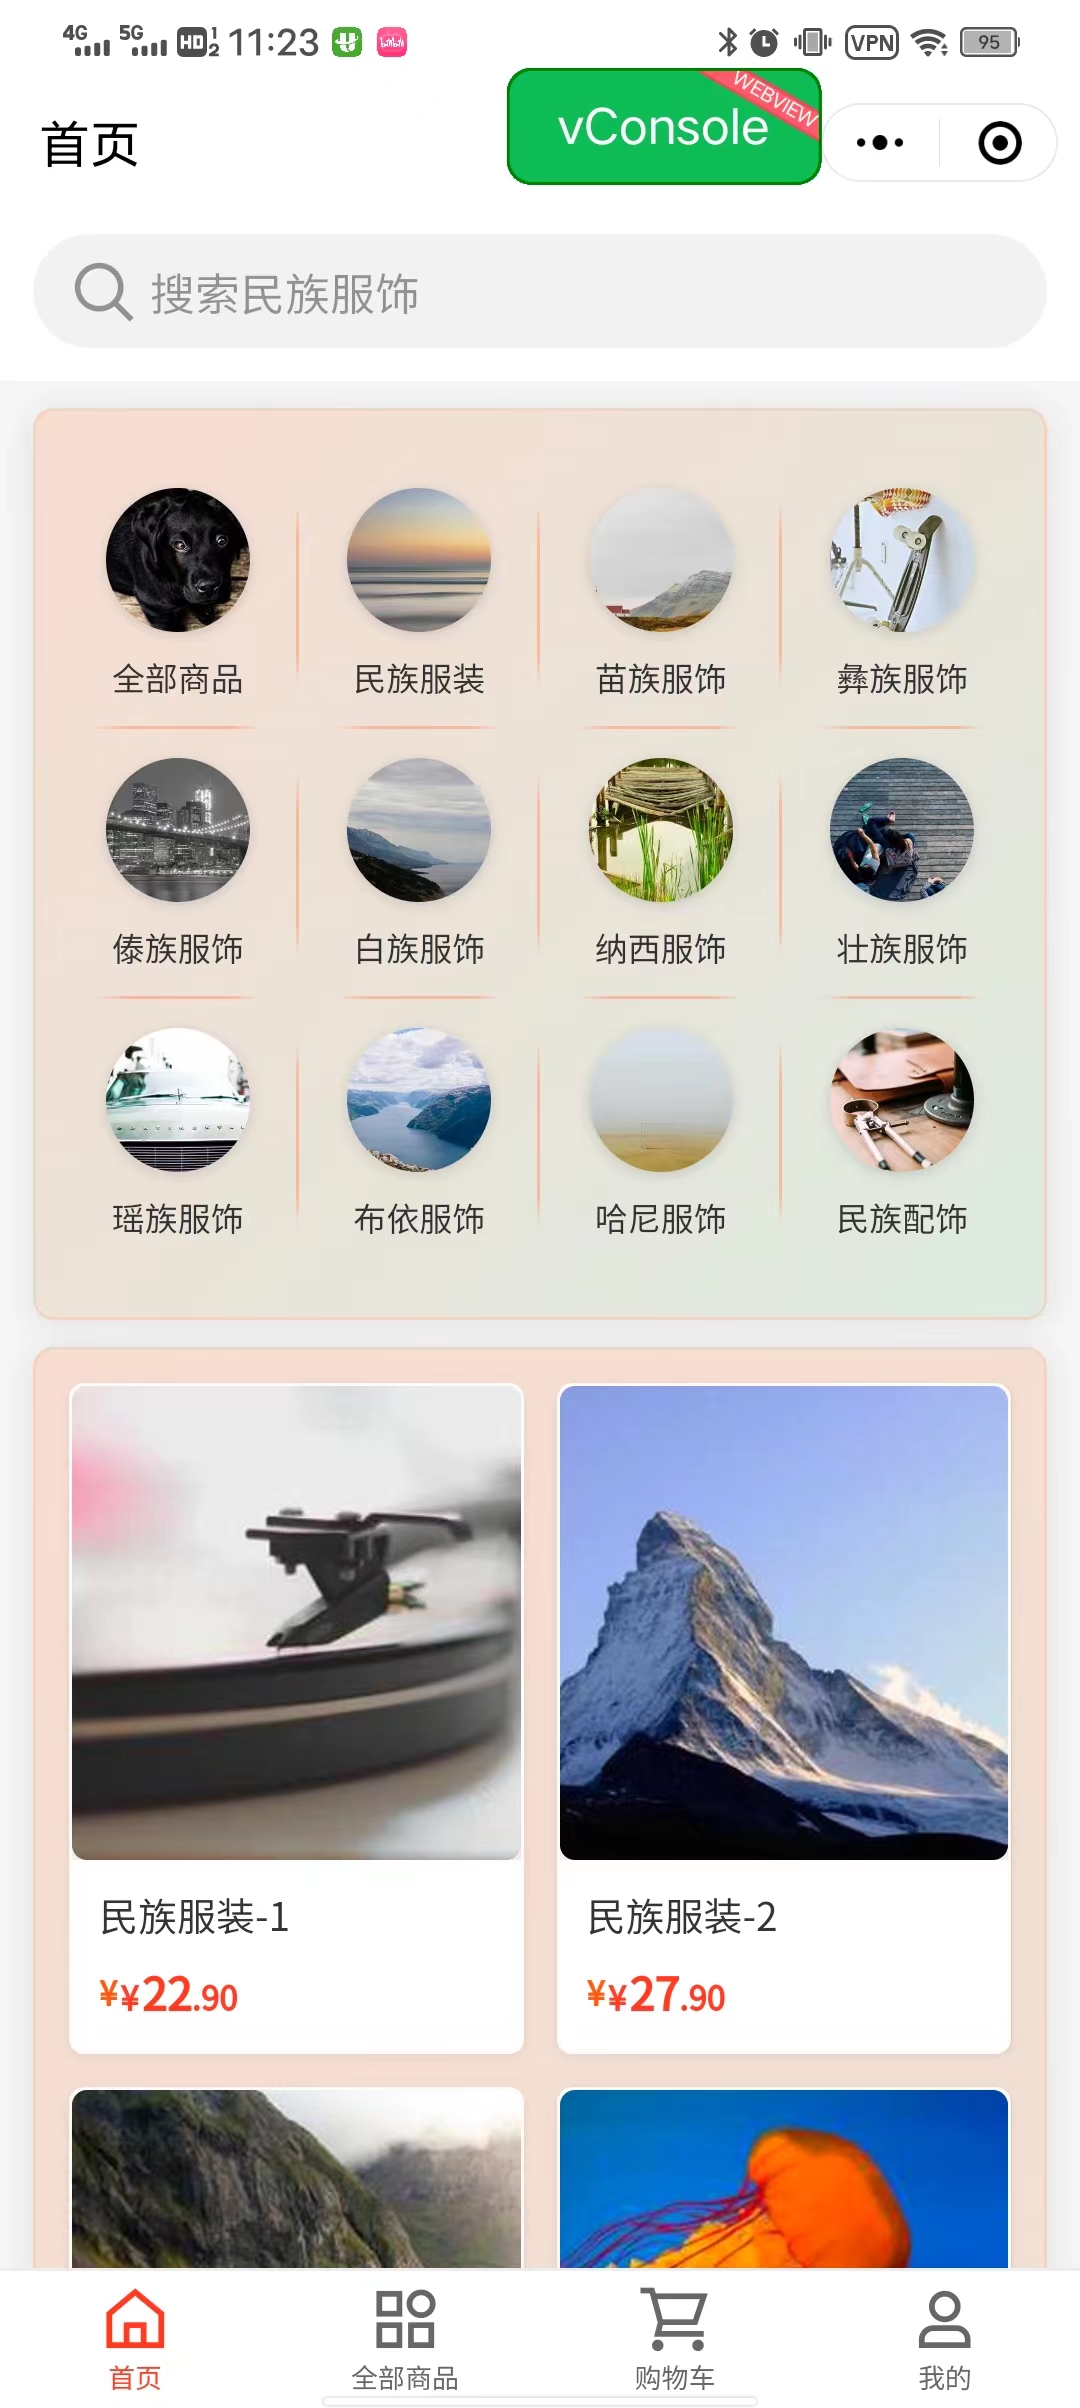 4G 5G HD 1 2 11:23 VPN 95
首页
vConsole
WEBVIEW
搜索民族服饰
全部商品 民族服装 苗族服饰 彝族服饰
傣族服饰 白族服饰 纳西服饰 壮族服饰
瑶族服饰 布依服饰 哈尼服饰 民族配饰
民族服装-1 民族服装-2
¥¥22.90 ¥¥27.90
首页 全部商品 购物车 我的